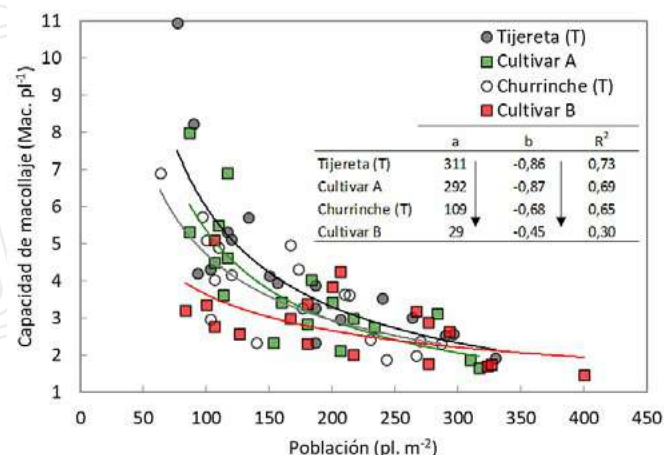 11
10
9
8
7
6
5
4
3
2
1
Capacidad de macollaje (Mac. pl⁻¹)
Tijereta (T)
Cultivar A
Churrinche (T)
Cultivar B
a b R²
Tijereta (T) 311 -0,86 0,73
Cultivar A 292 -0,87 0,69
Churrinche (T) 109 -0,68 0,65
Cultivar B 29 -0,45 0,30
0 50 100 150 200 250 300 350 400 450
Población (pl. m⁻²)